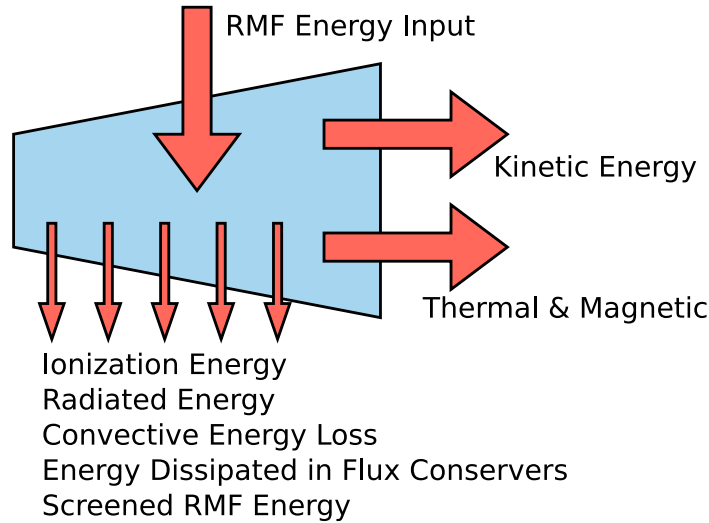 RMF Energy Input
Kinetic Energy
Thermal & Magnetic
Ionization Energy
Radiated Energy
Convective Energy Loss
Energy Dissipated in Flux Conservers
Screened RMF Energy